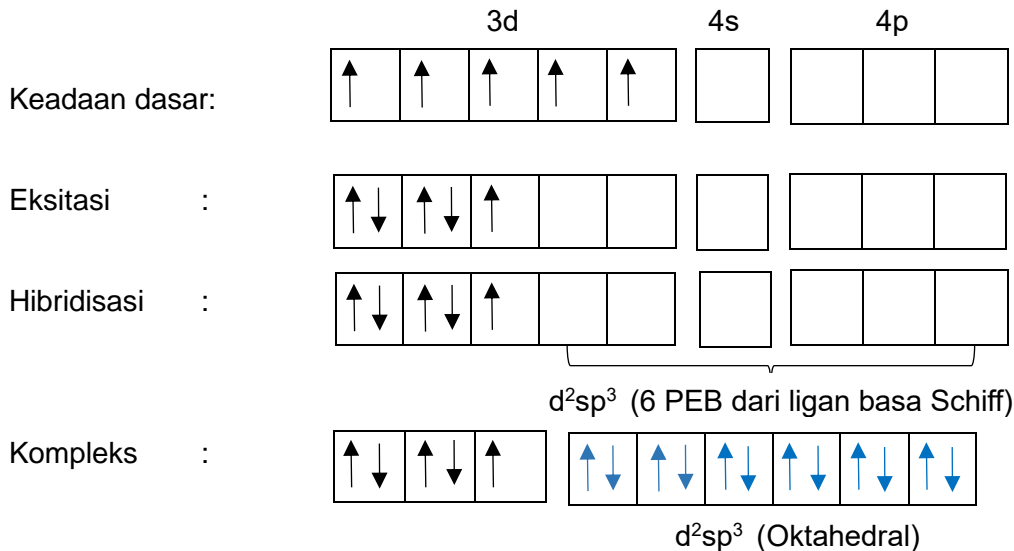 3d 4s 4p
Keadaan dasar:
Eksitasi :
Hibridisasi :
d²sp³ (6 PEB dari ligan basa Schiff)
Kompleks :
d²sp³ (Oktahedral)